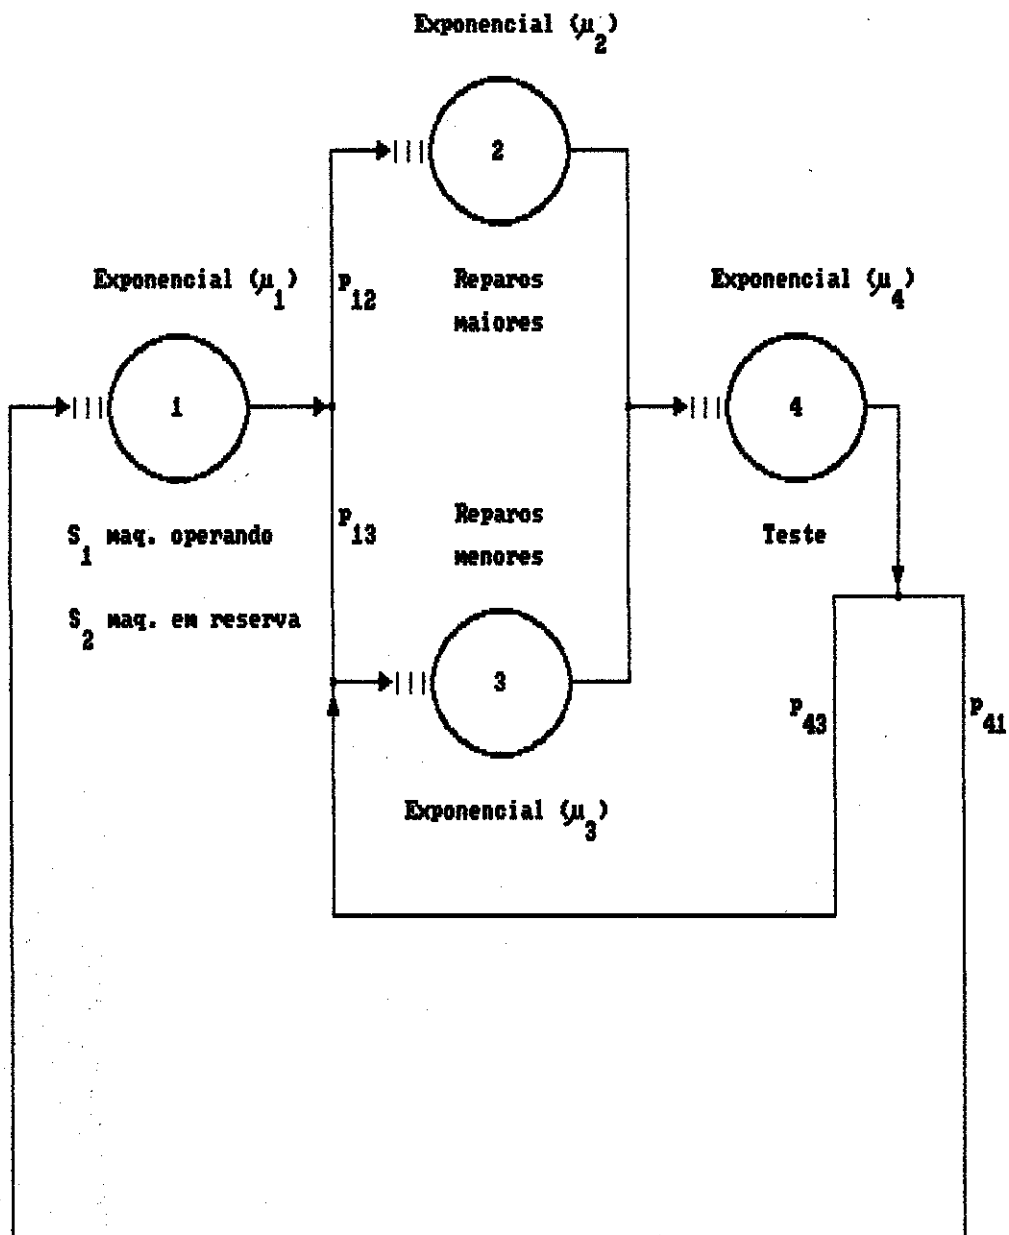 Exponencial (μ₂)
2
Exponencial (μ₁)
p₁₂
Reparos
maiores
Exponencial (μ₄)
1
4
S₁ maq. operando
S₂ maq. em reserva
p₁₃
Reparos
menores
Teste
3
p₄₃
p₄₁
Exponencial (μ₃)